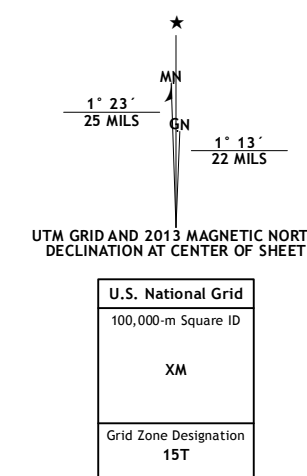 ★
MN
1° 23´
25 MILS
GN
1° 13´
22 MILS
UTM GRID AND 2013 MAGNETIC NORT
DECLINATION AT CENTER OF SHEET
U.S. National Grid
100,000-m Square ID
XM
Grid Zone Designation
15T